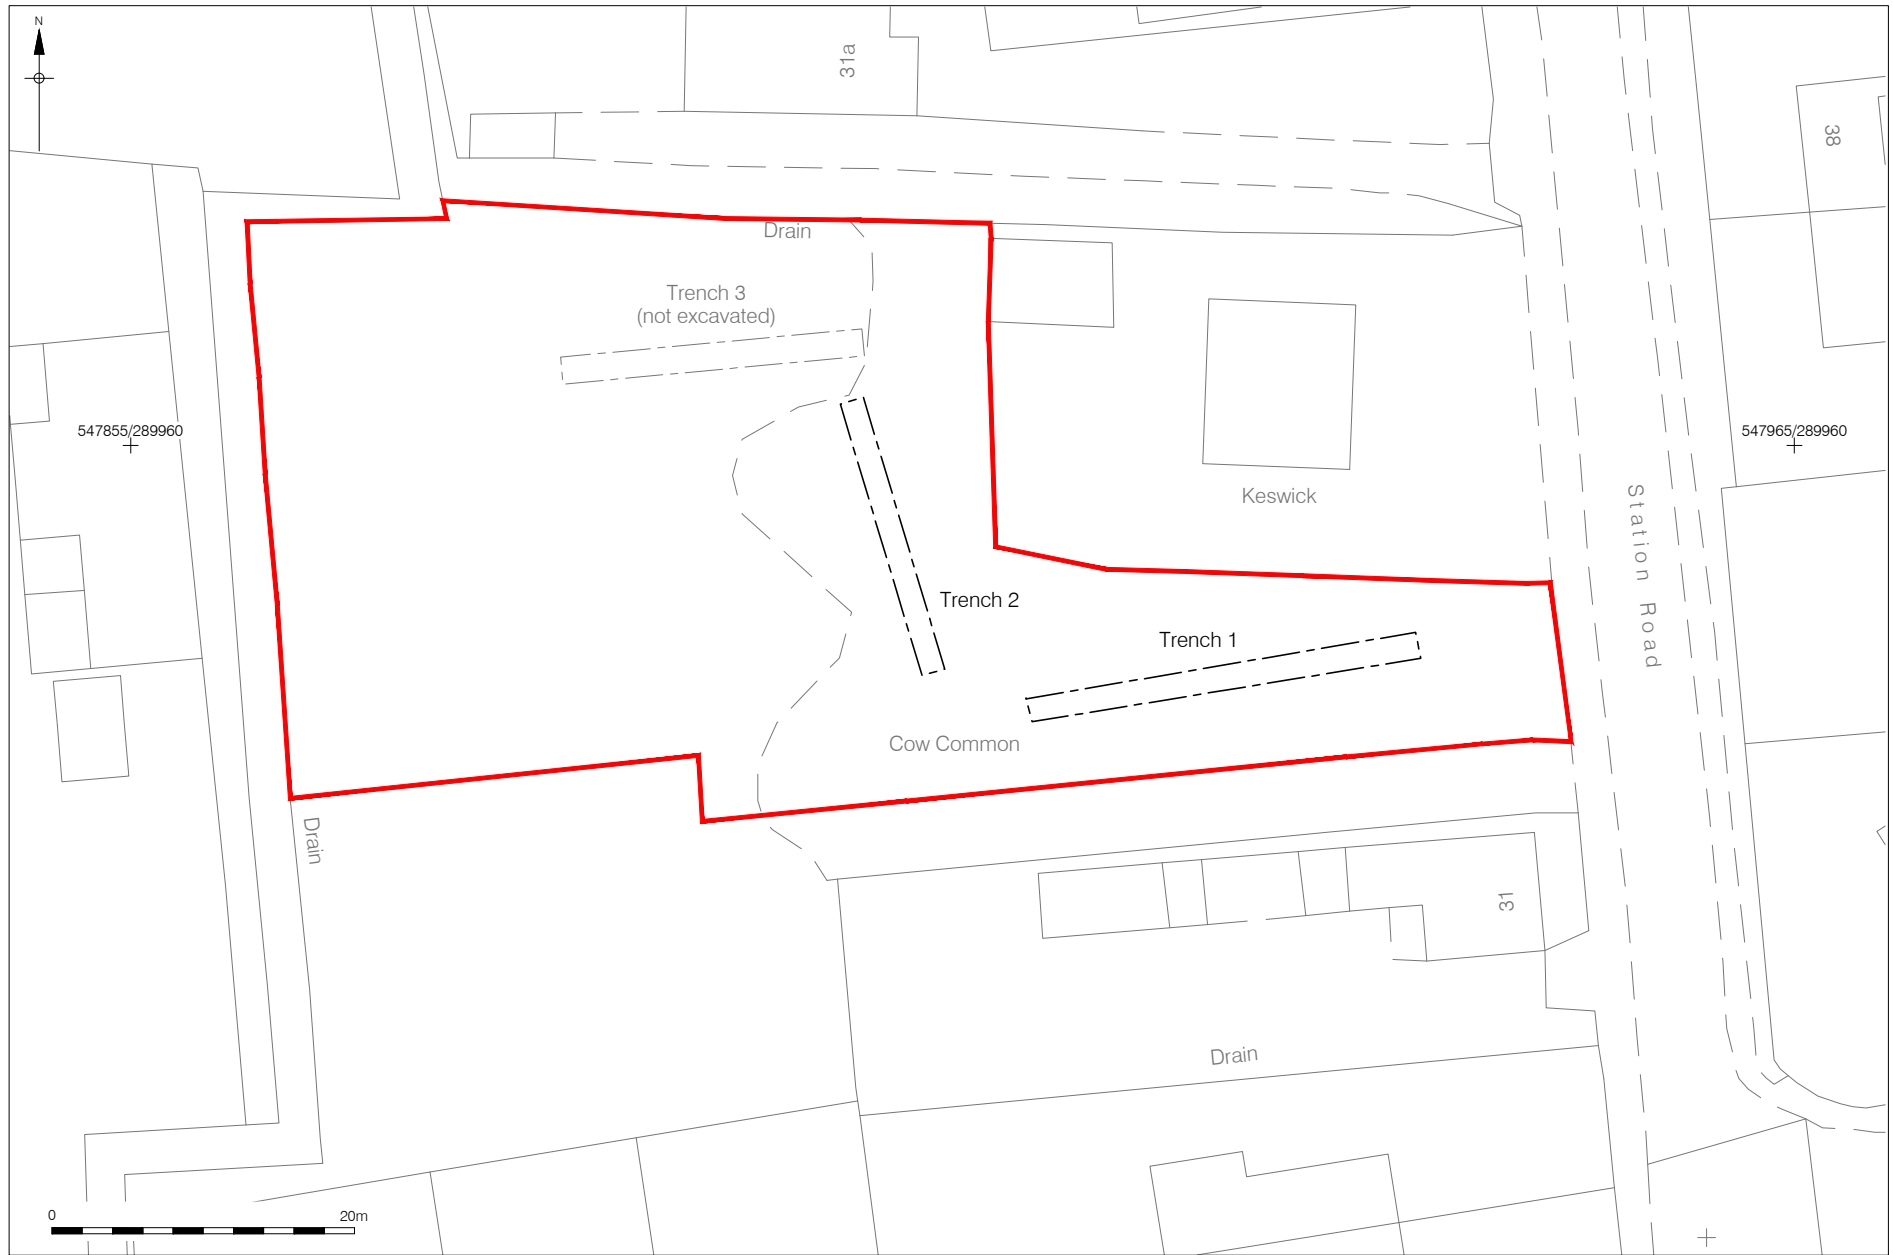 N
31a
38
Drain
Trench 3
(not excavated)
547855/289960
547965/289960
Keswick
Station Road
Trench 2
Trench 1
Cow Common
Drain
31
Drain
0
20m